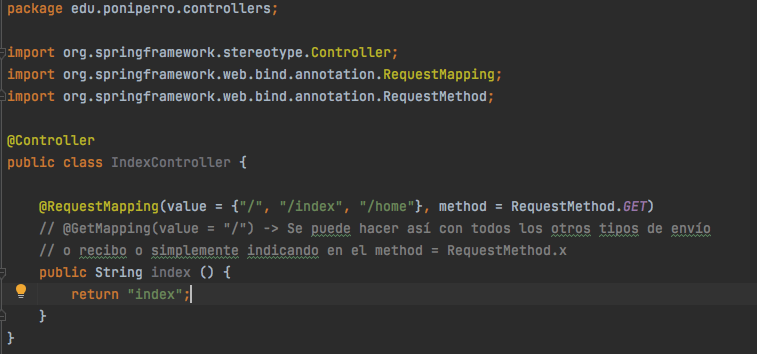 package edu.poniperro.controllers;
import org.springframework.stereotype.Controller;
import org.springframework.web.bind.annotation.RequestMapping;
import org.springframework.web.bind.annotation.RequestMethod;
@Controller
public class IndexController {
@RequestMapping(value = {"/", "/index", "/home"}, method = RequestMethod.GET)
// @GetMapping(value = "/") -> Se puede hacer así con todos los otros tipos de envío
// o recibo o simplemente indicando en el method = RequestMethod.x
public String index () {
return "index";
}
}